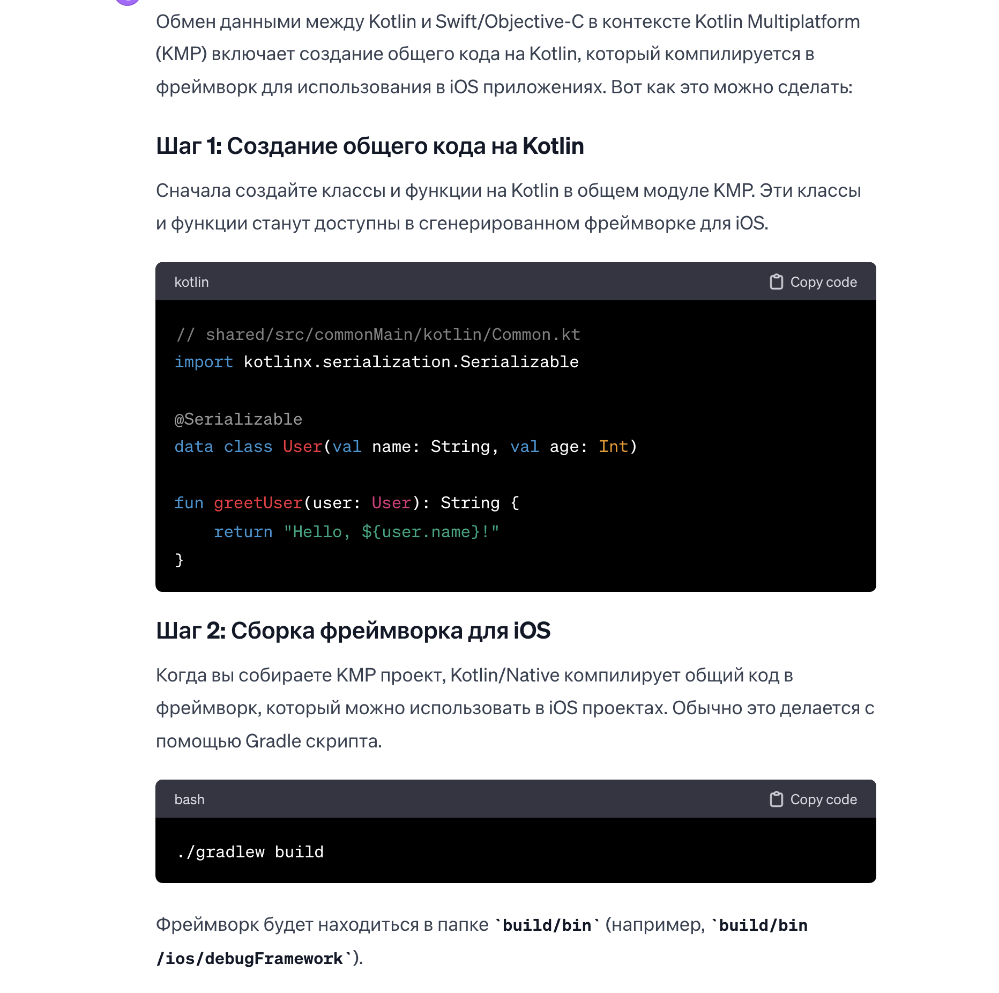 Обмен данными между Kotlin и Swift/Objective-C в контексте Kotlin Multiplatform
(KMP) включает создание общего кода на Kotlin, который компилируется в
фреймворк для использования в iOS приложениях. Вот как это можно сделать:
Шаг 1: Создание общего кода на Kotlin
Сначала создайте классы и функции на Kotlin в общем модуле KMP. Эти классы
и функции станут доступны в сгенерированном фреймворке для iOS.
kotlin Copy code
// shared/src/commonMain/kotlin/Common.kt
import kotlinx.serialization.Serializable
@Serializable
data class User(val name: String, val age: Int)
fun greetUser(user: User): String {
    return "Hello, ${user.name}!"
}
Шаг 2: Сборка фреймворка для iOS
Когда вы собираете KMP проект, Kotlin/Native компилирует общий код в
фреймворк, который можно использовать в iOS проектах. Обычно это делается с
помощью Gradle скрипта.
bash Copy code
./gradlew build
Фреймворк будет находиться в папке `build/bin` (например, `build/bin
/ios/debugFramework`).